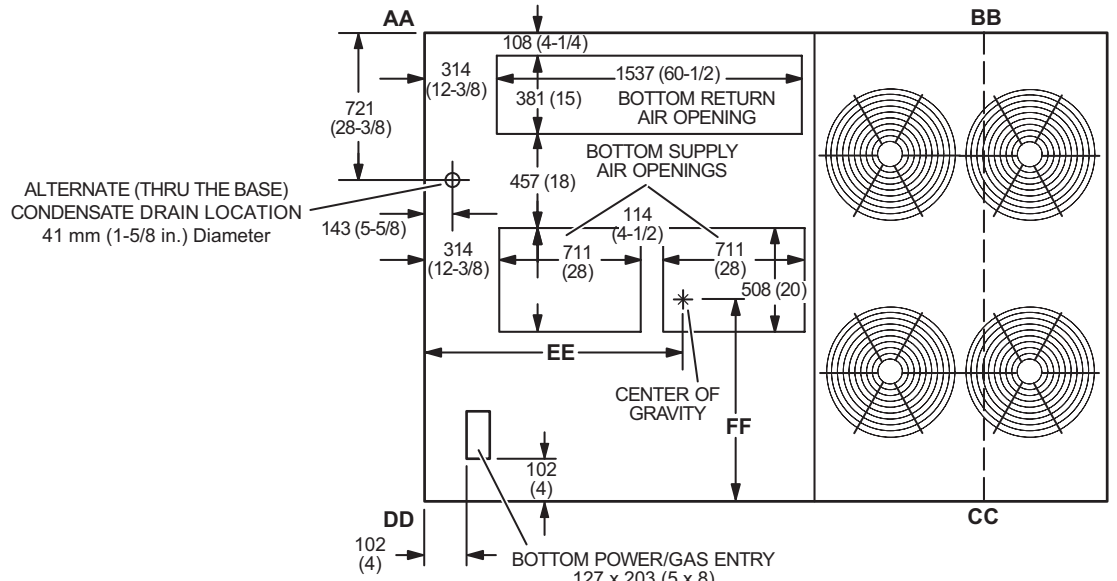 AA
BB
108 (4-1/4)
314
(12-3/8)
1537 (60-1/2)
721
(28-3/8)
381 (15)
BOTTOM RETURN
AIR OPENING
BOTTOM SUPPLY
AIR OPENINGS
457 (18)
ALTERNATE (THRU THE BASE)
CONDENSATE DRAIN LOCATION
41 mm (1-5/8 in.) Diameter
143 (5-5/8)
114
(4-1/2)
314
(12-3/8)
711
(28)
711
(28)
508 (20)
EE
CENTER OF
GRAVITY
FF
102
(4)
DD
CC
102
(4)
BOTTOM POWER/GAS ENTRY
127 x 203 (5 x 8)